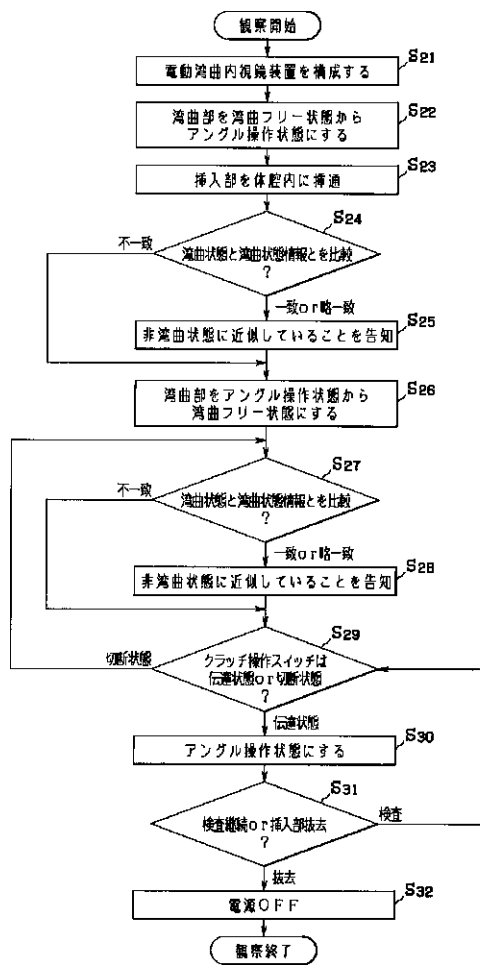 観察開始
S21
電動湾曲内視鏡装置を構成する
S22
湾曲部を湾曲フリー状態から
アングル操作状態にする
S23
挿入部を体腔内に挿通
S24
不一致
湾曲状態と湾曲状態情報とを比較
?
一致or略一致
S25
非湾曲状態に近似していることを告知
S26
湾曲部をアングル操作状態から
湾曲フリー状態にする
S27
不一致
湾曲状態と湾曲状態情報とを比較
?
一致or略一致
S28
非湾曲状態に近似していることを告知
S29
切断状態
クラッチ操作スイッチは
伝達状態or切断状態
?
伝達状態
S30
アングル操作状態にする
S31
検査継続or挿入部抜去
?
検査
抜去
S32
電源OFF
観察終了